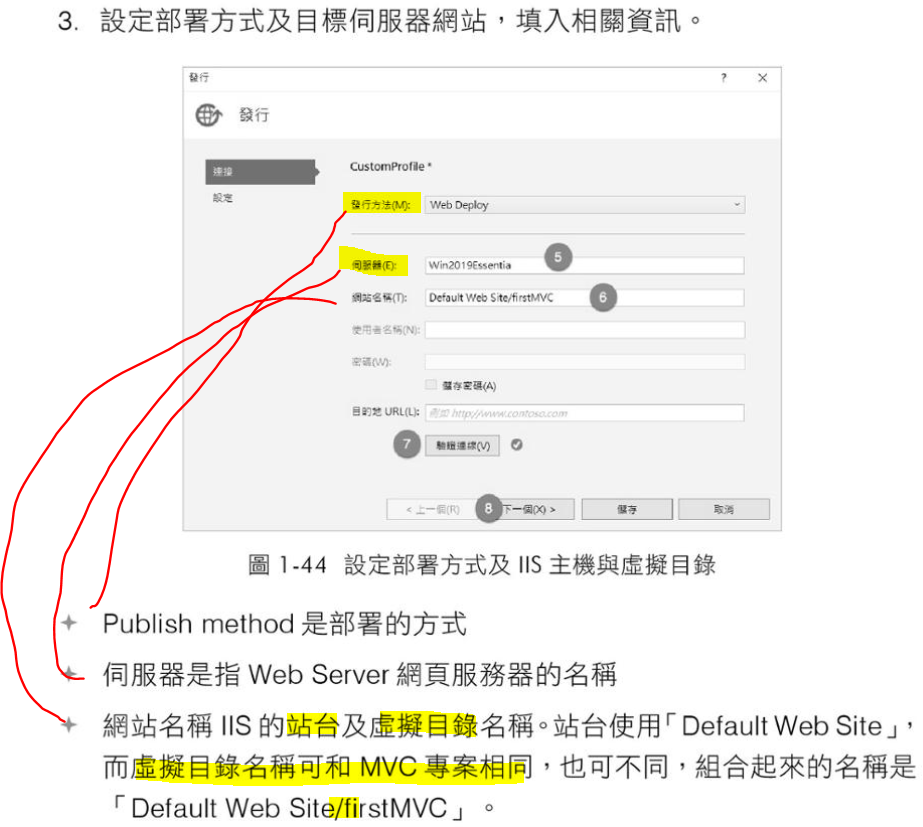 3. 設定部署方式及目標伺服器網站，填入相關資訊。
發行
? ×
發行
連接
CustomProfile *
設定
發行方法(M): Web Deploy
伺服器(E): Win2019Essentia 5
網站名稱(T): Default Web Site/firstMVC 6
使用者名稱(N):
密碼(W):
儲存密碼(A)
目的地 URL(L): 例如 http://www.contoso.com
7 驗證連線(V)
< 上一個(R) 8 下一個(X) > 儲存 取消
圖 1-44 設定部署方式及 IIS 主機與虛擬目錄
Publish method 是部署的方式
伺服器是指 Web Server 網頁服務器的名稱
網站名稱 IIS 的站台及虛擬目錄名稱。站台使用「Default Web Site」，
而虛擬目錄名稱可和 MVC 專案相同，也可不同，組合起來的名稱是
「Default Web Site/firstMVC」。